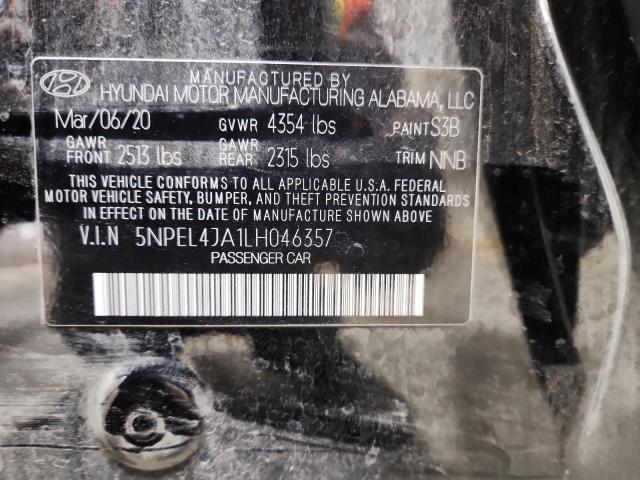 MANUFACTURED BY
HYUNDAI MOTOR MANUFACTURING ALABAMA, LLC
Mar/06/20 GVWR 4354 lbs PAINT S3B
GAWR FRONT 2513 lbs GAWR REAR 2315 lbs TRIM NNB
THIS VEHICLE CONFORMS TO ALL APPLICABLE U.S.A. FEDERAL
MOTOR VEHICLE SAFETY, BUMPER, AND THEFT PREVENTION
STANDARDS IN EFFECT ON THE DATE OF MANUFACTURE SHOWN ABOVE
V.I.N 5NPEL4JA1LH046357
PASSENGER CAR